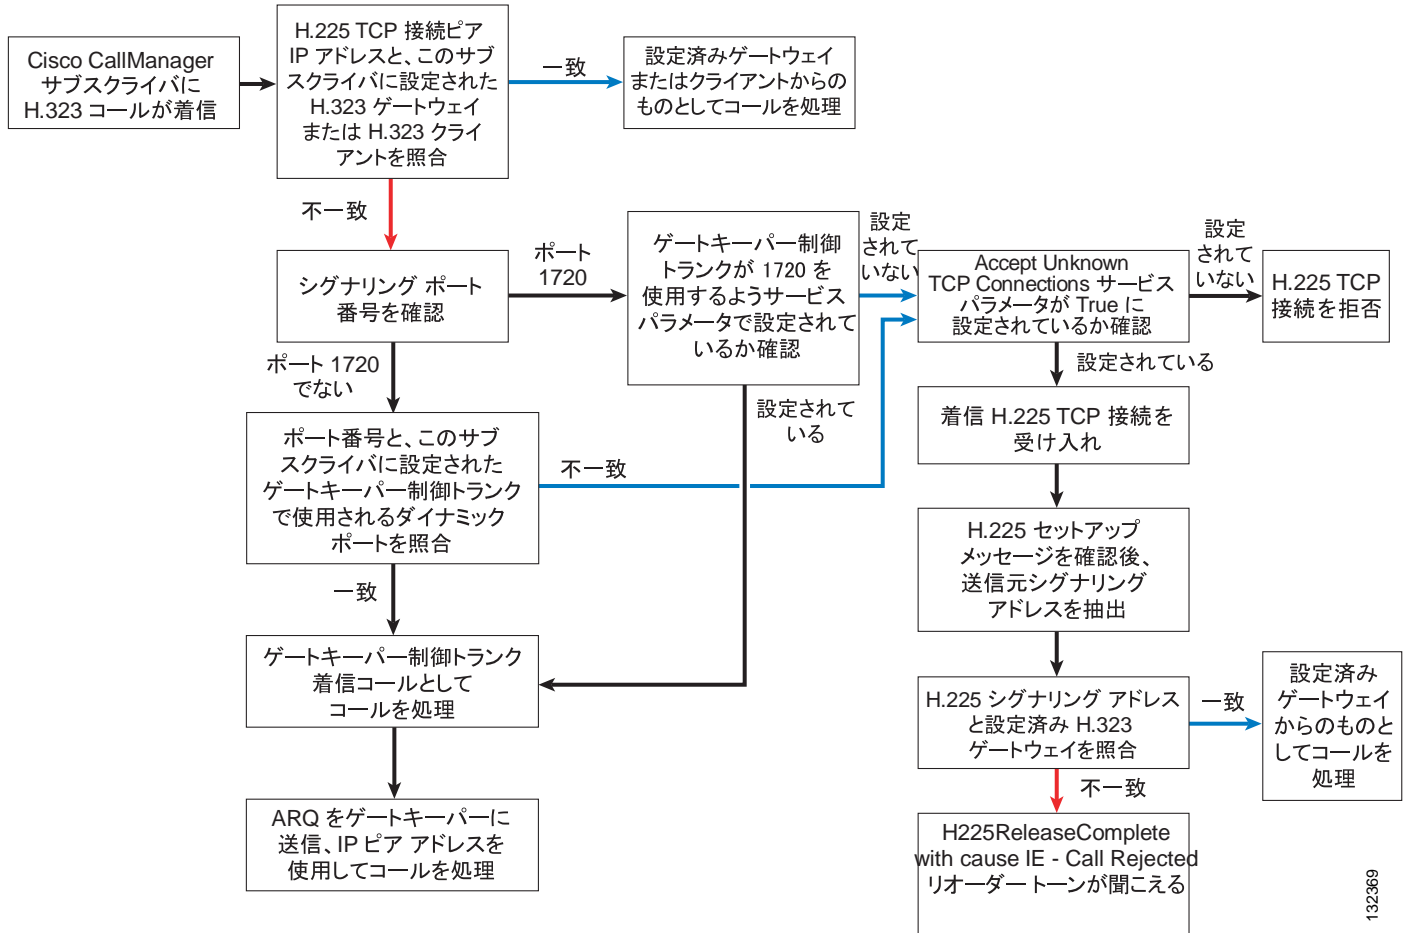 Cisco CallManager
サブスクライバに
H.323 コールが着信
H.225 TCP 接続ピア
IP アドレスと、このサブ
スクライバに設定された
H.323 ゲートウェイ
または H.323 クライ
アントを照合
一致
設定済みゲートウェイ
またはクライアントからの
ものとしてコールを処理
不一致
シグナリング ポート
番号を確認
ポート
1720
ゲートキーパー制御
トランクが 1720 を
使用するようサービス
パラメータで設定されて
いるか確認
設定
されて
いない
Accept Unknown
TCP Connections サービス
パラメータが True に
設定されているか確認
設定
されて
いない
H.225 TCP
接続を拒否
ポート 1720
でない
設定されて
いる
設定されている
ポート番号と、このサブ
スクライバに設定された
ゲートキーパー制御トランク
で使用されるダイナミック
ポートを照合
不一致
着信 H.225 TCP 接続を
受け入れ
H.225 セットアップ
メッセージを確認後、
送信元シグナリング
アドレスを抽出
一致
ゲートキーパー制御トランク
着信コールとして
コールを処理
H.225 シグナリング アドレス
と設定済み H.323
ゲートウェイを照合
一致
設定済み
ゲートウェイ
からのものと
してコールを
処理
不一致
ARQ をゲートキーパーに
送信、IP ピア アドレスを
使用してコールを処理
H225ReleaseComplete
with cause IE - Call Rejected
リオーダー トーンが聞こえる
132369